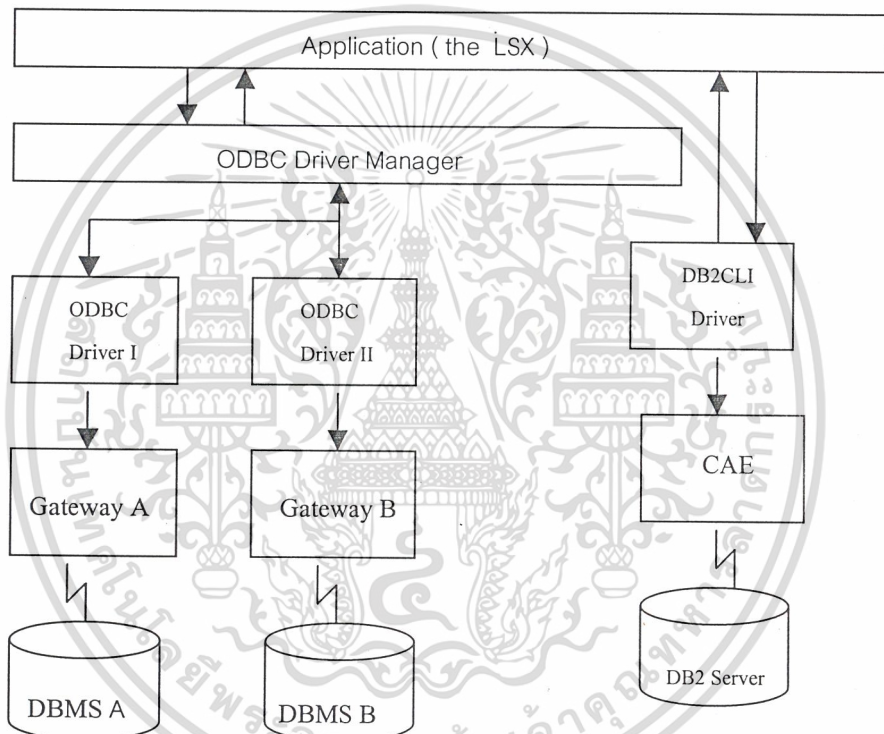 Application ( the LSX )
ODBC Driver Manager
ODBC
Driver I
ODBC
Driver II
DB2CLI
Driver
Gateway A
Gateway B
CAE
DBMS A
DBMS B
DB2 Server